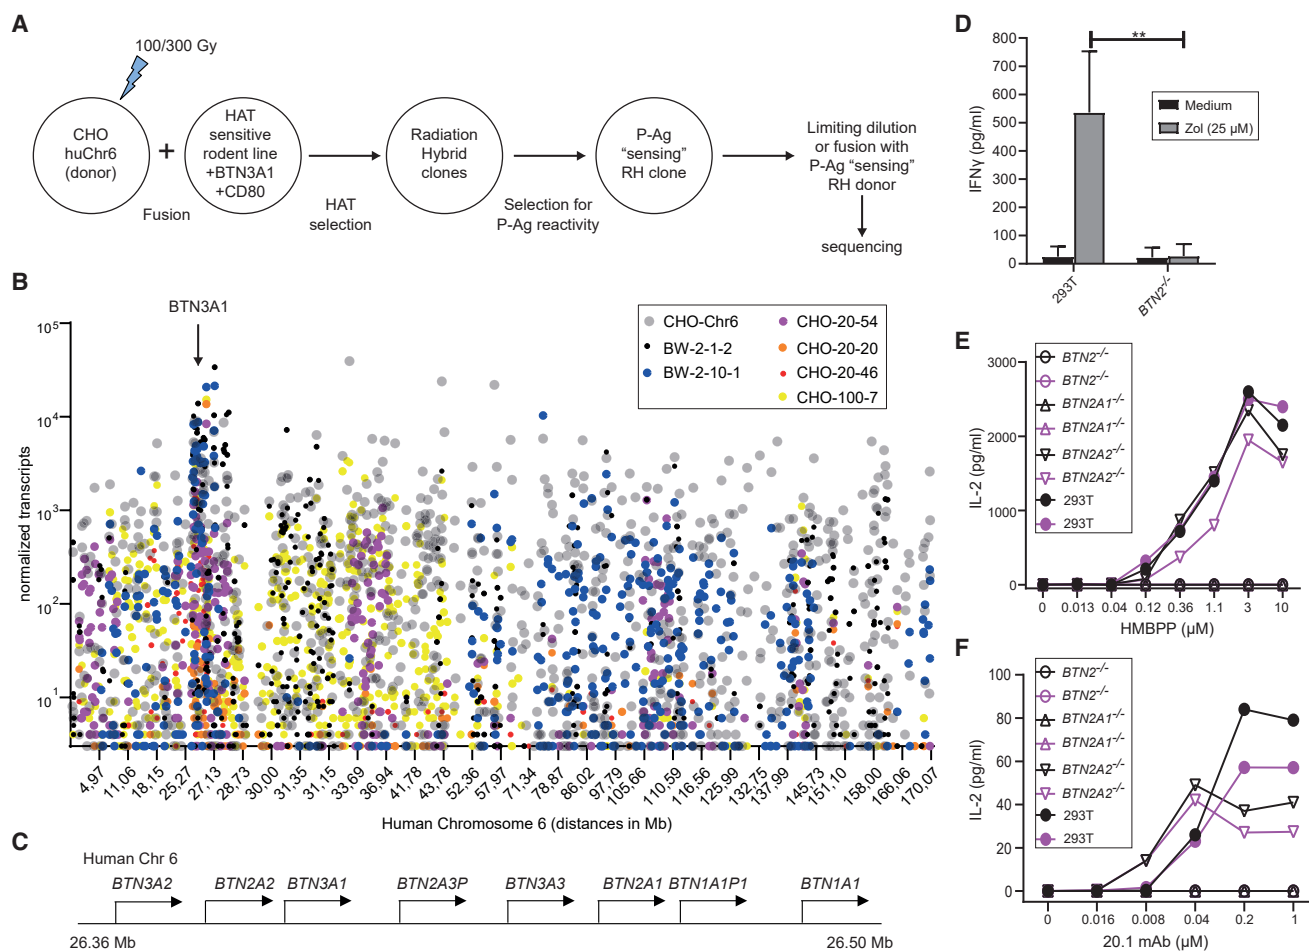 A
100/300 Gy
CHO
huChr6
(donor)
+
Fusion
HAT
sensitive
rodent line
+BTN3A1
+CD80
HAT
selection
Radiation
Hybrid
clones
Selection for
P-Ag reactivity
P-Ag
“sensing”
RH clone
Limiting dilution
or fusion with
P-Ag “sensing”
RH donor
sequencing
B
BTN3A1
normalized transcripts
10⁵
10⁴
10³
10²
10¹
CHO-Chr6
BW-2-1-2
BW-2-10-1
CHO-20-54
CHO-20-20
CHO-20-46
CHO-100-7
4,97 11,06 18,15 25,27 27,13 28,73 30,00 31,35 31,15 33,69 36,94 41,78 43,78 52,36 57,97 71,34 78,87 86,02 97,79 105,66 110,59 116,56 125,99 132,75 137,99 145,73 151,10 158,00 166,06 170,07
Human Chromosome 6 (distances in Mb)
C
Human Chr 6
BTN3A2 BTN2A2 BTN3A1 BTN2A3P BTN3A3 BTN2A1 BTN1A1P1 BTN1A1
26.36 Mb 26.50 Mb
D
IFNγ (pg/ml)
800
700
600
500
400
300
200
100
0
**
Medium
Zol (25 µM)
293T BTN2⁻/⁻
E
IL-2 (pg/ml)
3000
2000
1000
0
BTN2⁻/⁻
BTN2⁻/⁻
BTN2A1⁻/⁻
BTN2A1⁻/⁻
BTN2A2⁻/⁻
BTN2A2⁻/⁻
293T
293T
0 0.013 0.04 0.12 0.36 1.1 3 10
HMBPP (µM)
F
IL-2 (pg/ml)
100
80
60
40
20
0
BTN2⁻/⁻
BTN2⁻/⁻
BTN2A1⁻/⁻
BTN2A1⁻/⁻
BTN2A2⁻/⁻
BTN2A2⁻/⁻
293T
293T
0 0.016 0.008 0.04 0.2 1
20.1 mAb (µM)